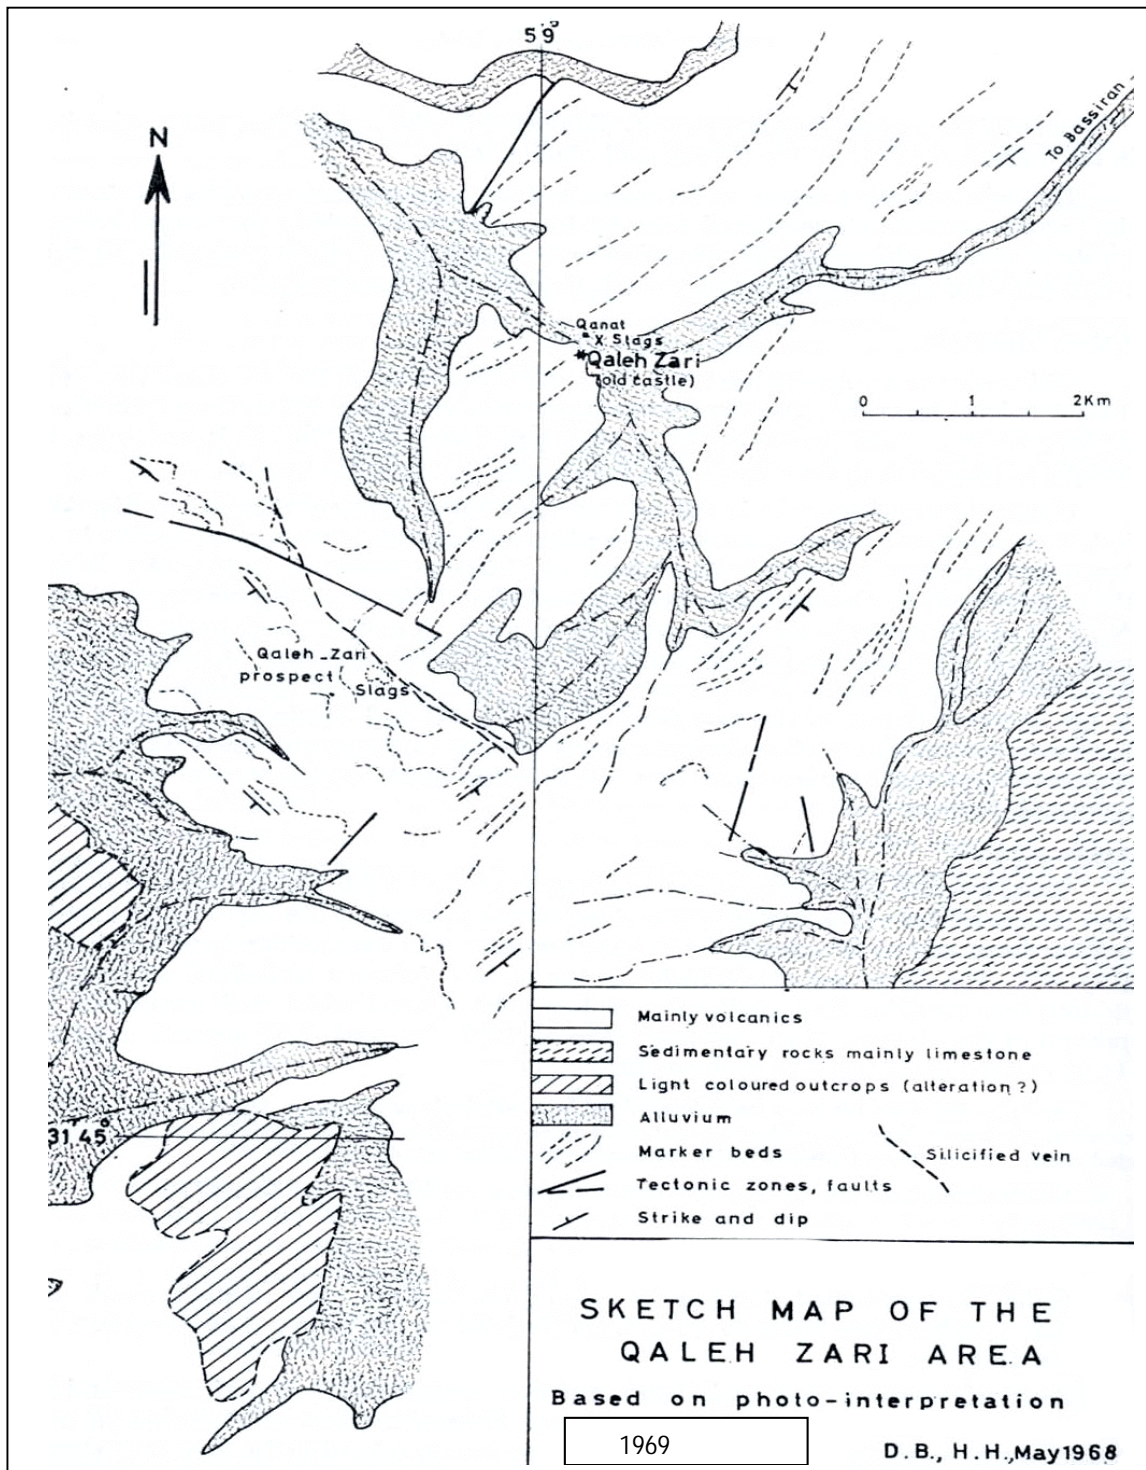 59°
N
To Bassiran
Qanat
x Slags
*Qaleh Zari
(old castle)
0 1 2Km
Qaleh_Zari
prospect
Slags
Mainly volcanics
Sedimentary rocks mainly limestone
Light coloured outcrops (alteration?)
Alluvium
31°45'
Marker beds
Silicified vein
Tectonic zones, faults
Strike and dip
SKETCH MAP OF THE
QALEH ZARI AREA
Based on photo-interpretation
1969
D.B., H.H., May 1968